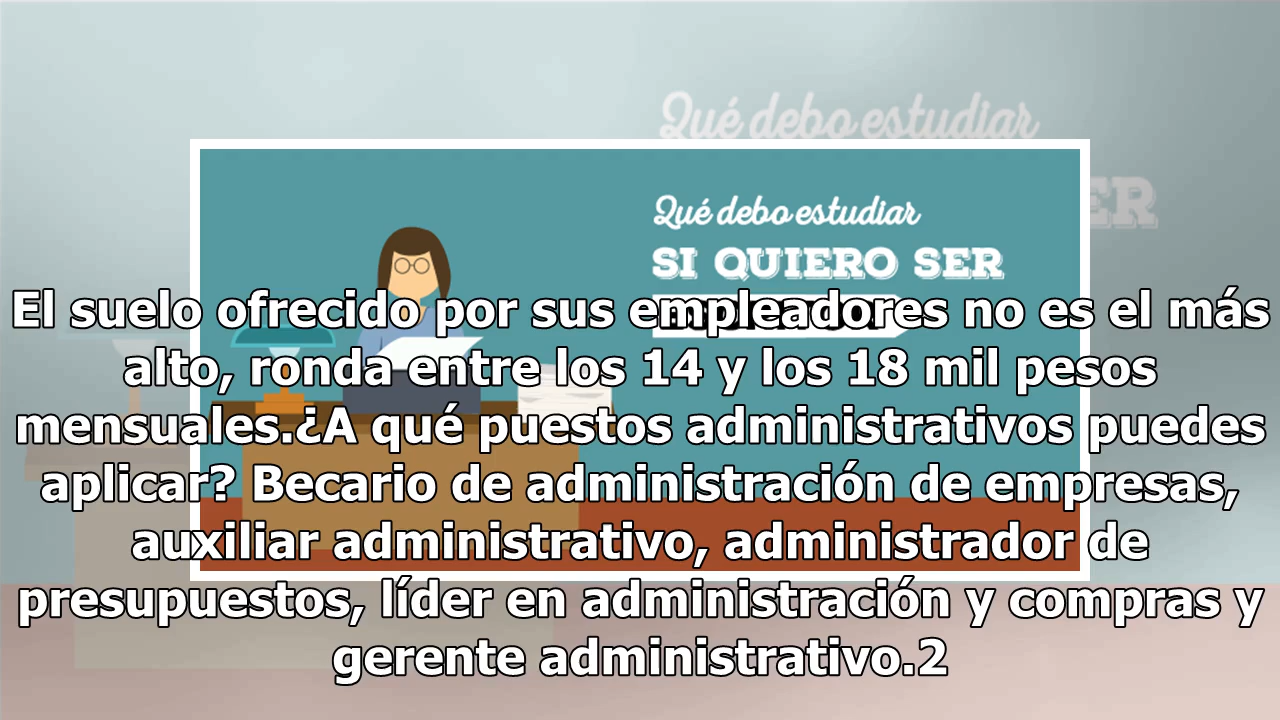 Qué debo estudiar
Qué debo estudiar
SI QUIERO SER
ER
El suelo ofrecido por sus empleadores no es el más
alto, ronda entre los 14 y los 18 mil pesos
mensuales.¿A qué puestos administrativos puedes
aplicar? Becario de administración de empresas,
auxiliar administrativo, administrador de
presupuestos, líder en administración y compras y
gerente administrativo.2